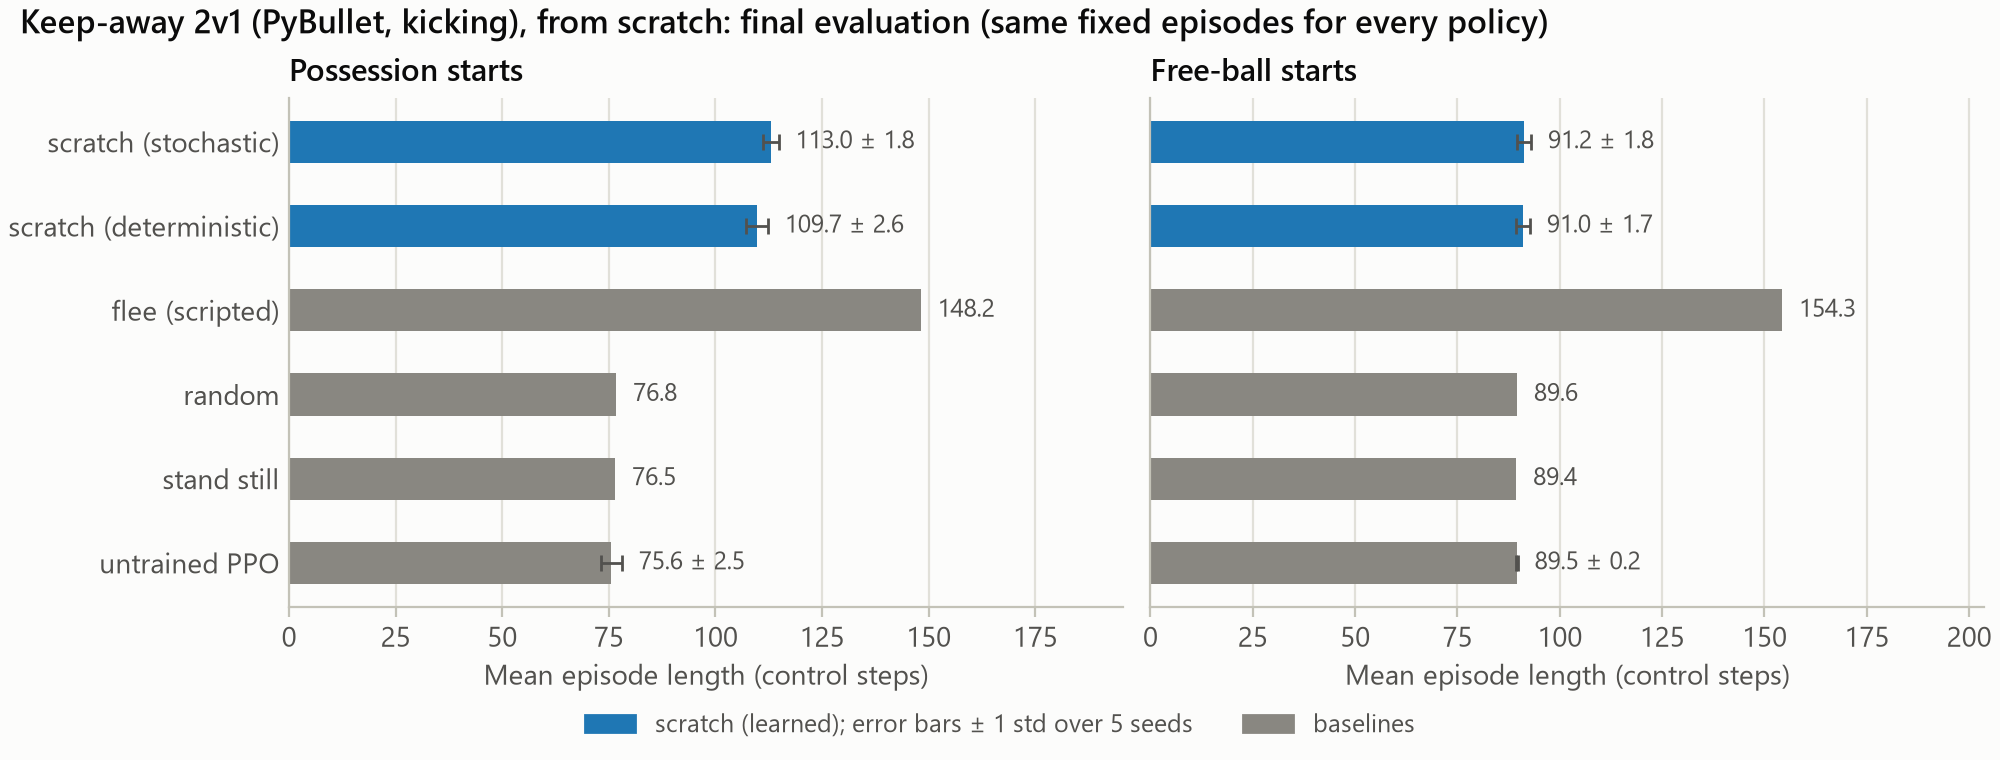 Keep-away 2v1 (PyBullet, kicking), from scratch: final evaluation (same fixed episodes for every policy)
Possession starts
scratch (stochastic)
113.0 ± 1.8
scratch (deterministic)
109.7 ± 2.6
flee (scripted)
148.2
random
76.8
stand still
76.5
untrained PPO
75.6 ± 2.5
0 25 50 75 100 125 150 175
Mean episode length (control steps)
Free-ball starts
91.2 ± 1.8
91.0 ± 1.7
154.3
89.6
89.4
89.5 ± 0.2
0 25 50 75 100 125 150 175 200
Mean episode length (control steps)
scratch (learned); error bars ± 1 std over 5 seeds
baselines